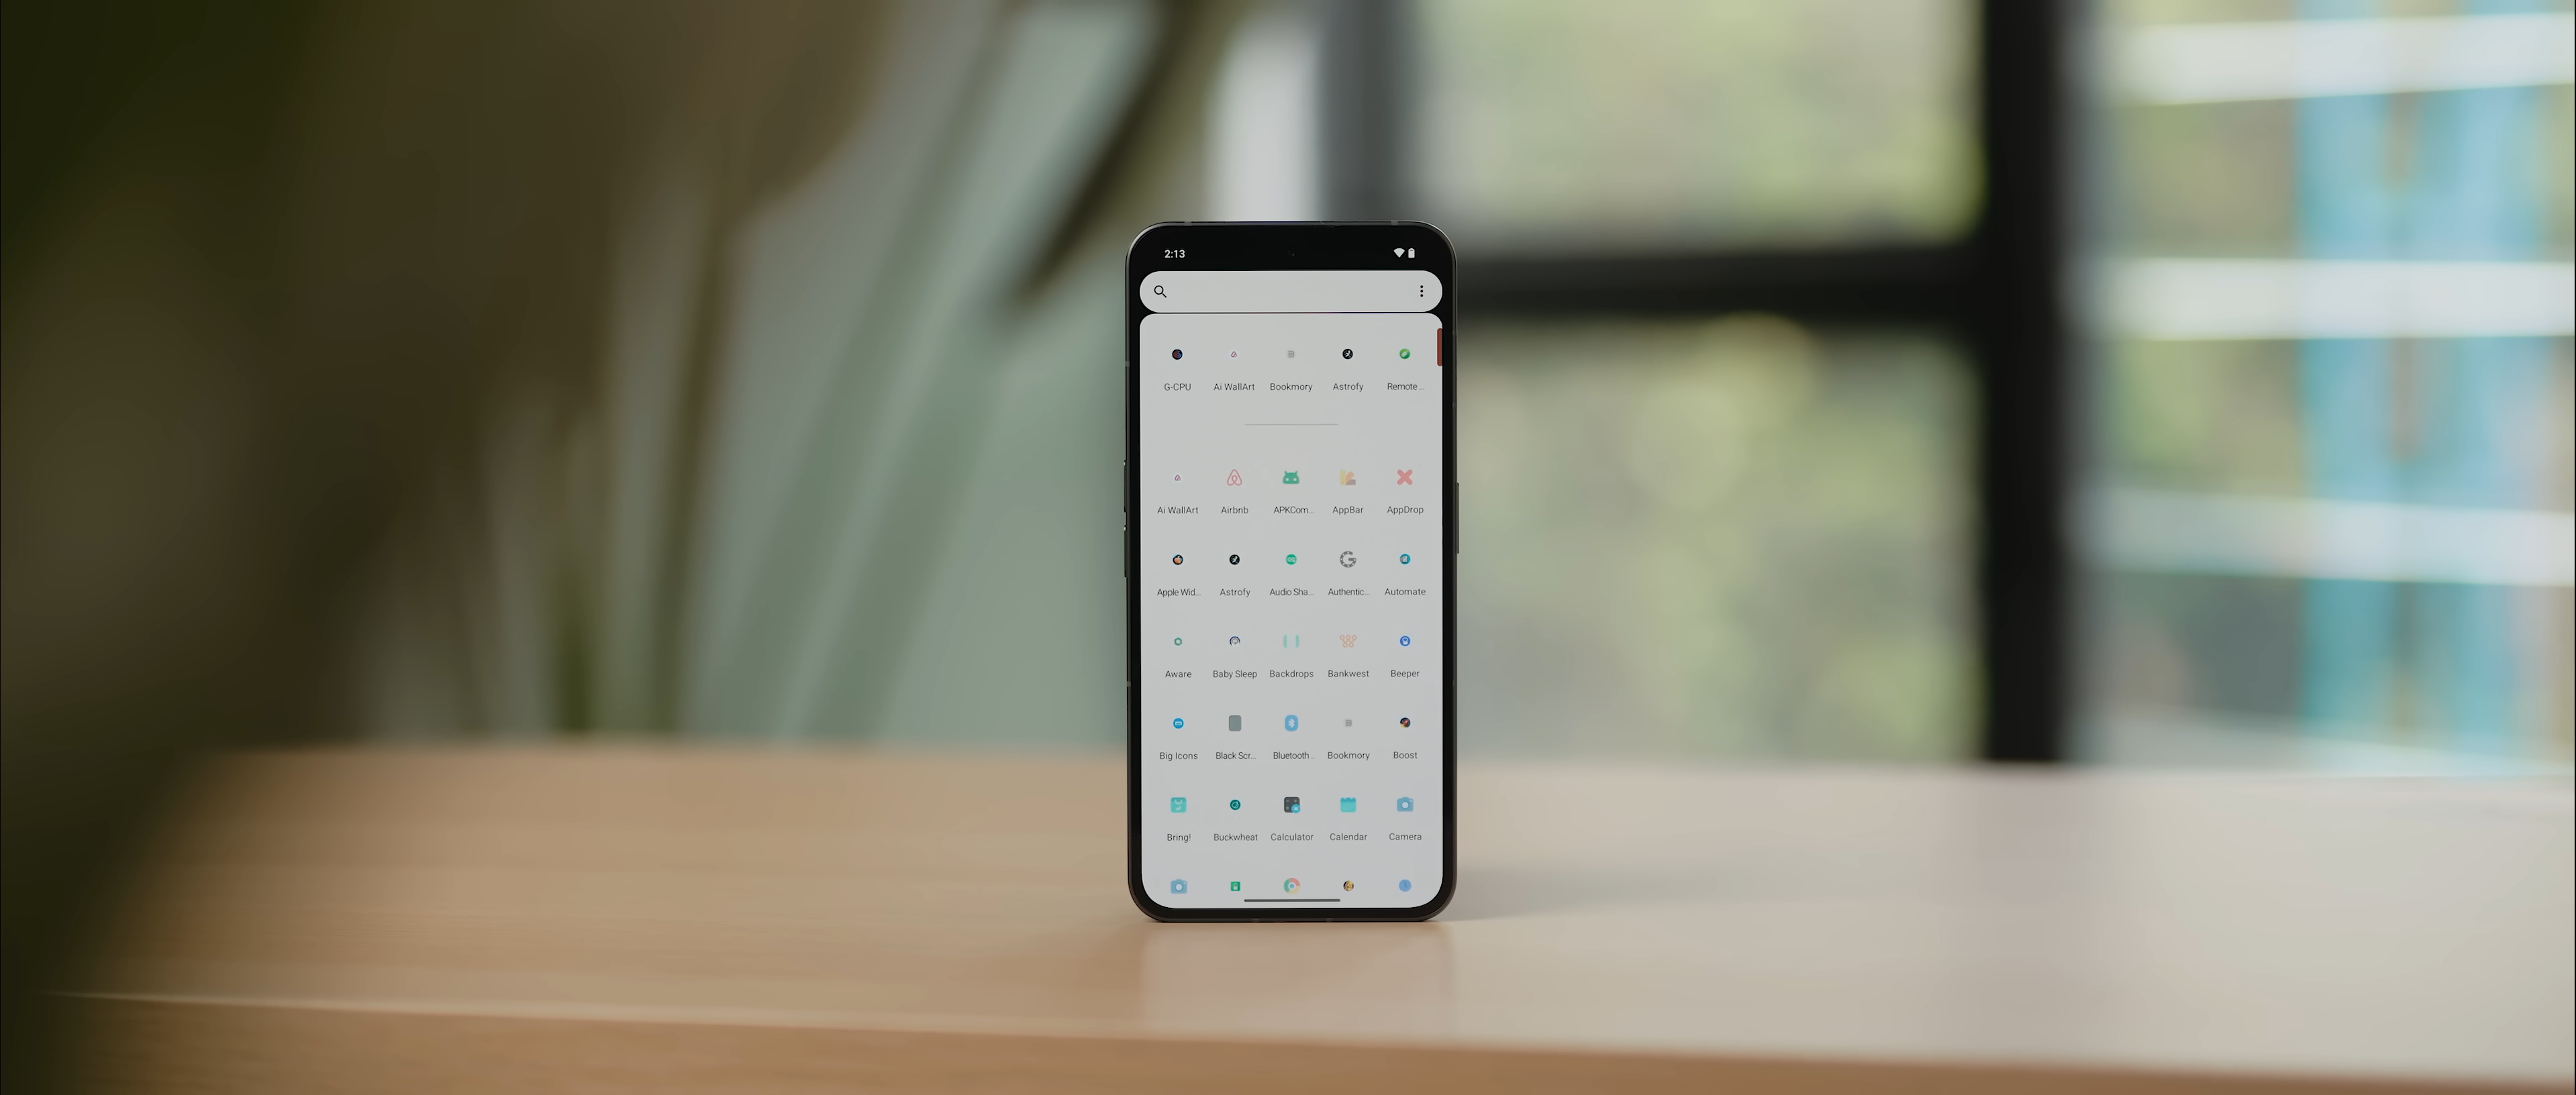 2:13
G-CPU Ai WallArt Bookmory Astrofy Remote...
Ai WallArt Airbnb APKCom... AppBar AppDrop
Apple Wid... Astrofy Audio Sha... Authentic... Automate
Aware Baby Sleep Backdrops Bankwest Beeper
Big Icons Black Scr... Bluetooth... Bookmory Boost
Bring! Buckwheat Calculator Calendar Camera